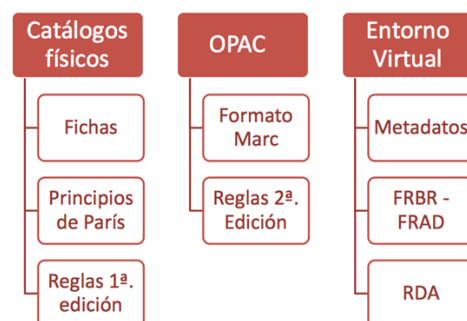 Catálogos
físicos
Fichas
Principios
de París
Reglas 1ª.
edición
OPAC
Formato
Marc
Reglas 2ª.
Edición
Entorno
Virtual
Metadatos
FRBR -
FRAD
RDA